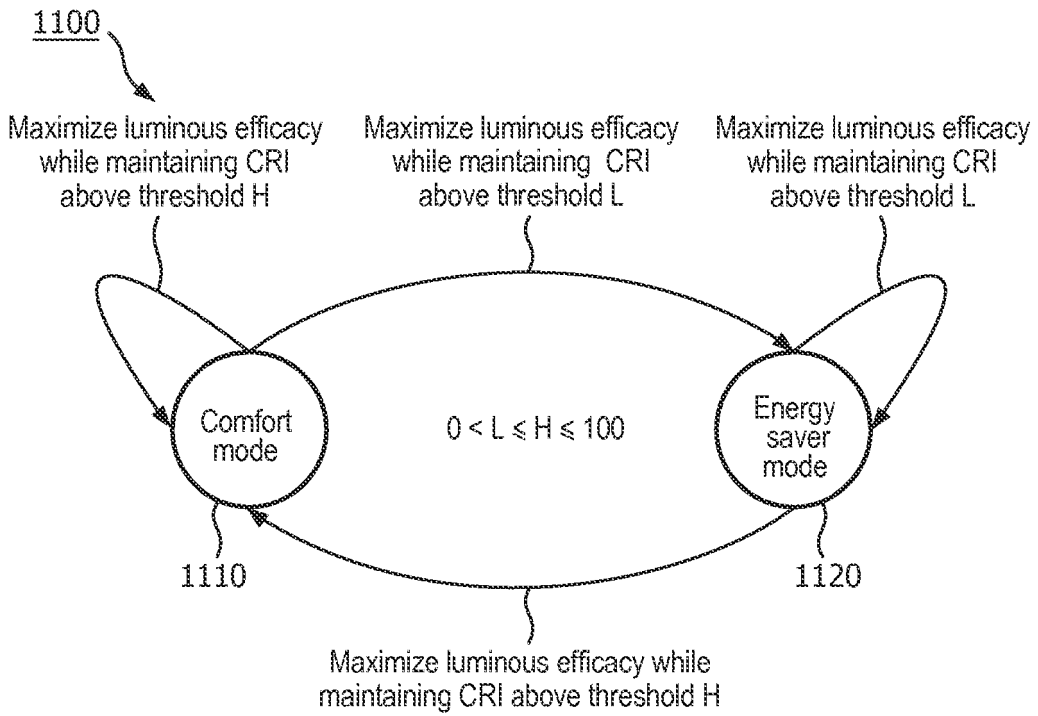 1100
Maximize luminous efficacy
while maintaining CRI
above threshold H
Maximize luminous efficacy
while maintaining CRI
above threshold L
Maximize luminous efficacy
while maintaining CRI
above threshold L
Comfort
mode
0 < L ⩽ H ⩽ 100
Energy
saver
mode
1110
1120
Maximize luminous efficacy while
maintaining CRI above threshold H